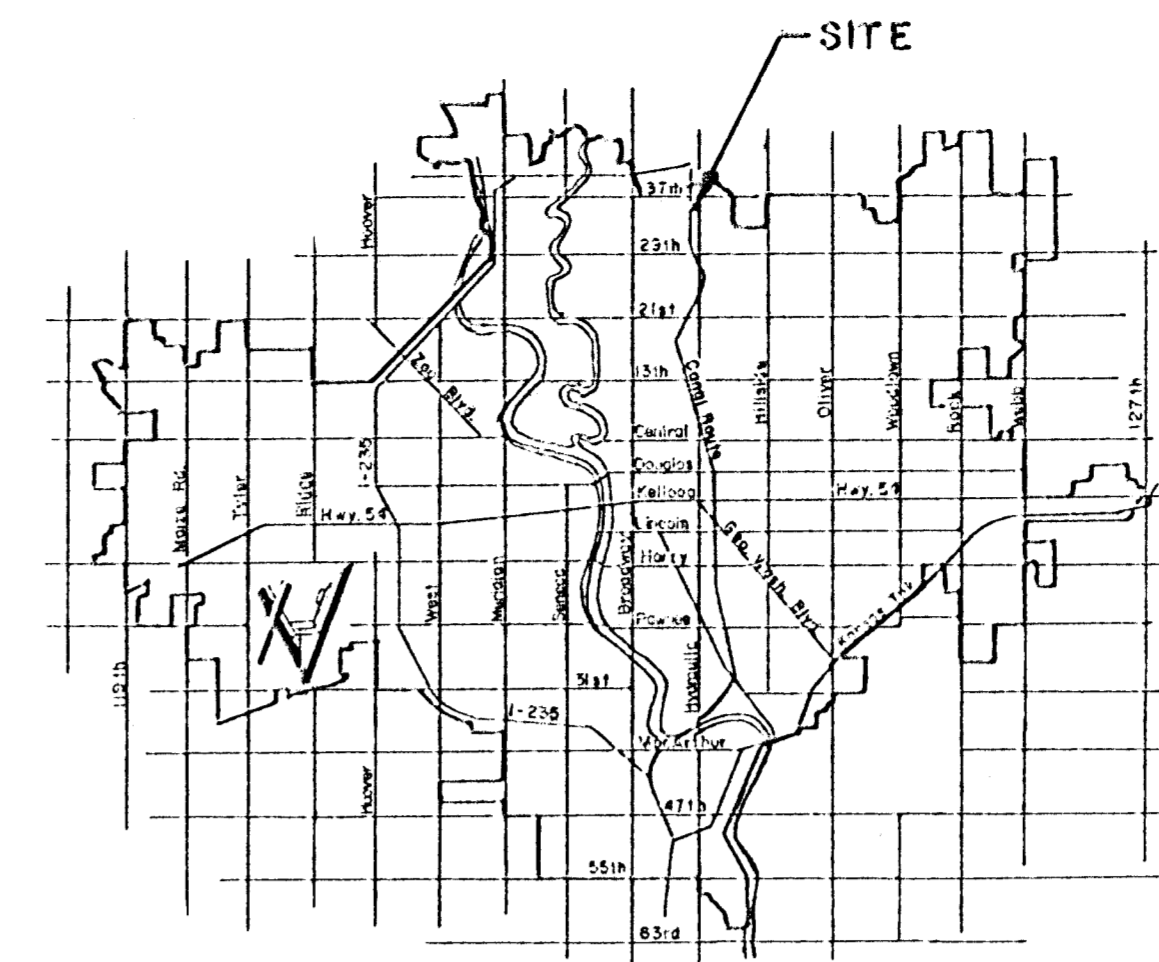 SITE
37th
Hoover
29th
21st
13th
Zoo Blvd.
Canal Route
Hillside
Oliver
Woodlawn
Rock
Webb
127th
Central
Douglas
Kellogg
Hwy. 54
I-235
Maize Rd.
Tyler
Ridge
Hwy. 54
Lincoln
Harry
Geo. Wash. Blvd.
West
Meridian
Seneca
Broadway
Pawnee
Kansas Tpk
119th
31st
Hydraulic
I-235
MacArthur
Hoover
47th
55th
63rd